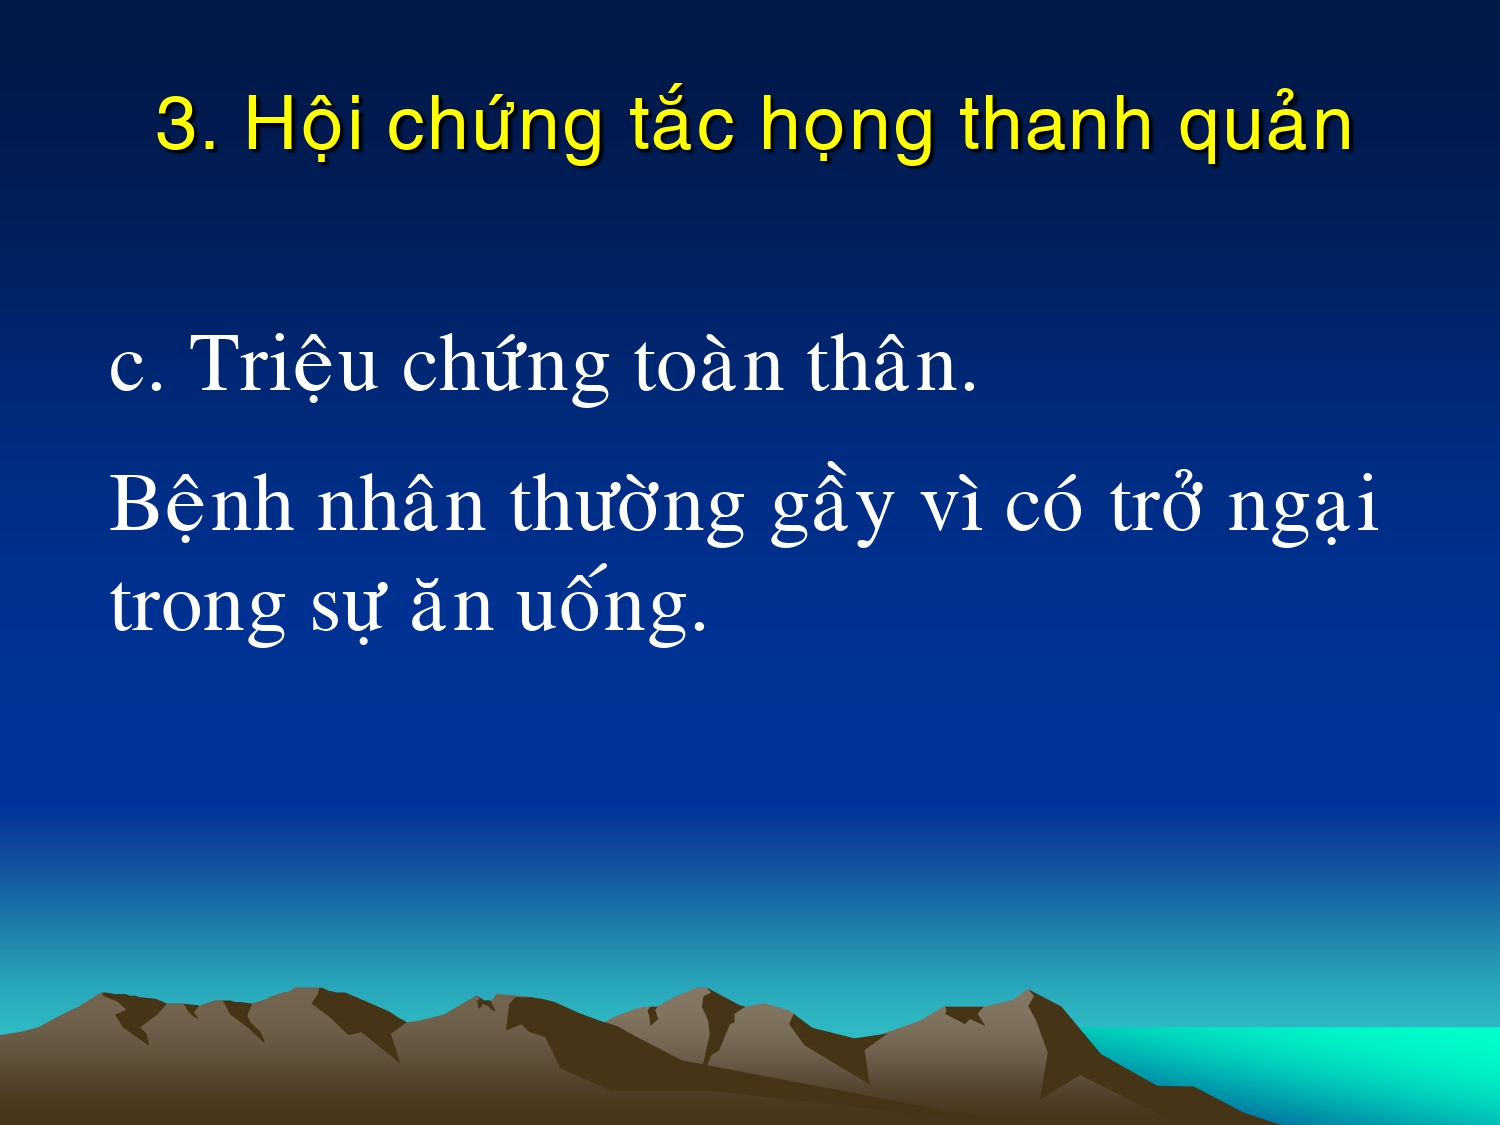 3. Hội chứng tắc họng thanh quản
c. Triệu chứng toàn thân.
Bệnh nhân thường gầy vì có trở ngại
trong sự ăn uống.